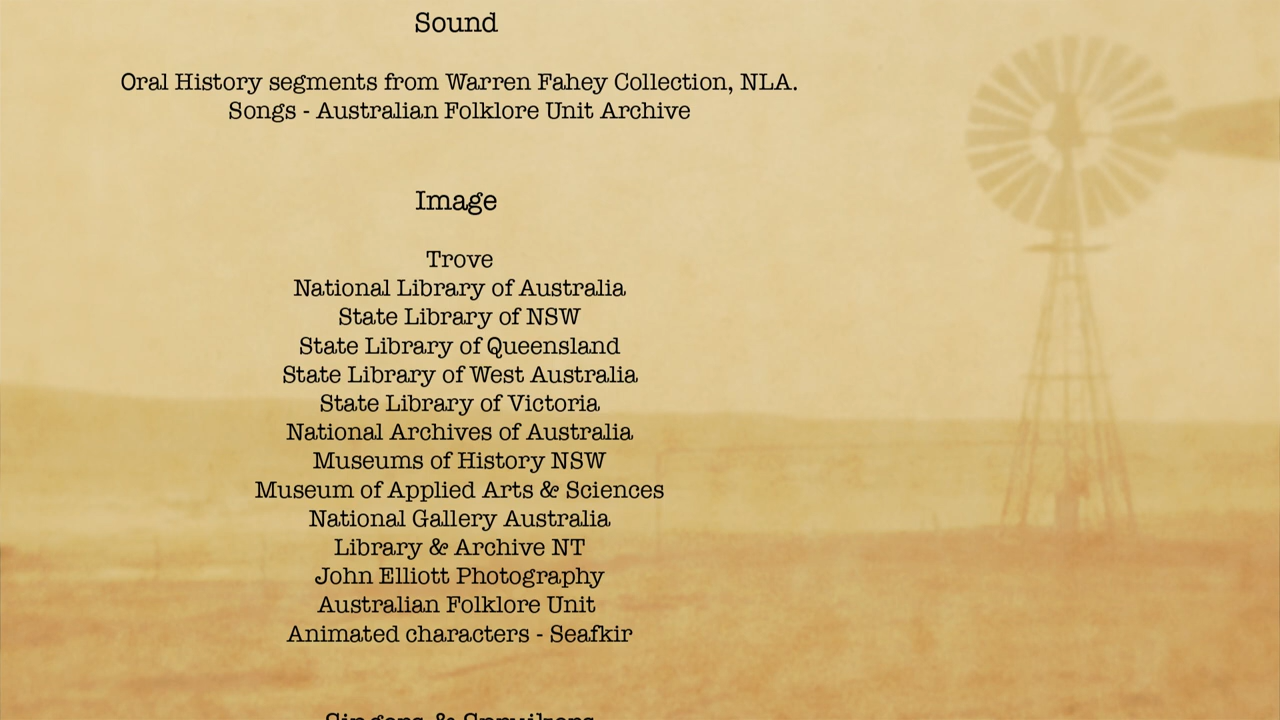 Sound
Oral History segments from Warren Fahey Collection, NLA.
Songs - Australian Folklore Unit Archive
Image
Trove
National Library of Australia
State Library of NSW
State Library of Queensland
State Library of West Australia
State Library of Victoria
National Archives of Australia
Museums of History NSW
Museum of Applied Arts & Sciences
National Gallery Australia
Library & Archive NT
John Elliott Photography
Australian Folklore Unit
Animated characters - Seafkir
Singers & Spruikers